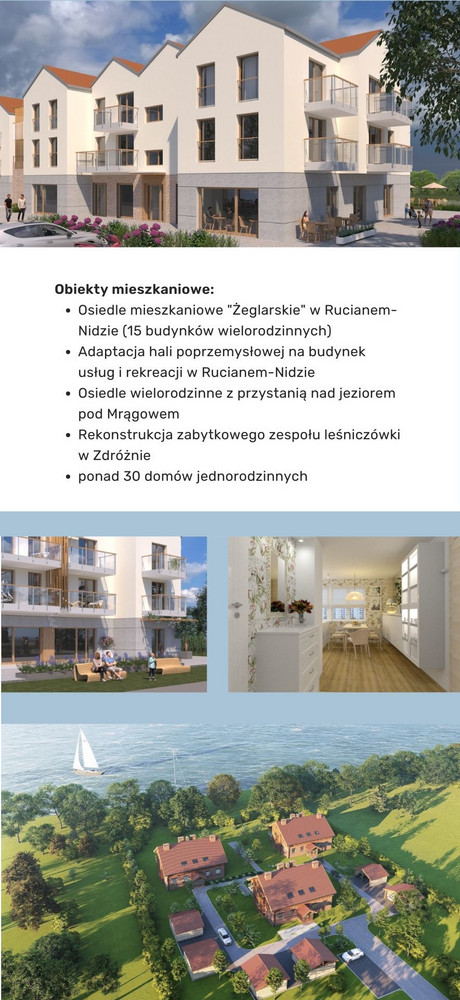 Obiekty mieszkaniowe:
• Osiedle mieszkaniowe "Żeglarskie" w Rucianem-
Nidzie (15 budynków wielorodzinnych)
• Adaptacja hali poprzemysłowej na budynek
usług i rekreacji w Rucianem-Nidzie
• Osiedle wielorodzinne z przystanią nad jeziorem
pod Mrągowem
• Rekonstrukcja zabytkowego zespołu leśniczówki
w Zdróżnie
• ponad 30 domów jednorodzinnych